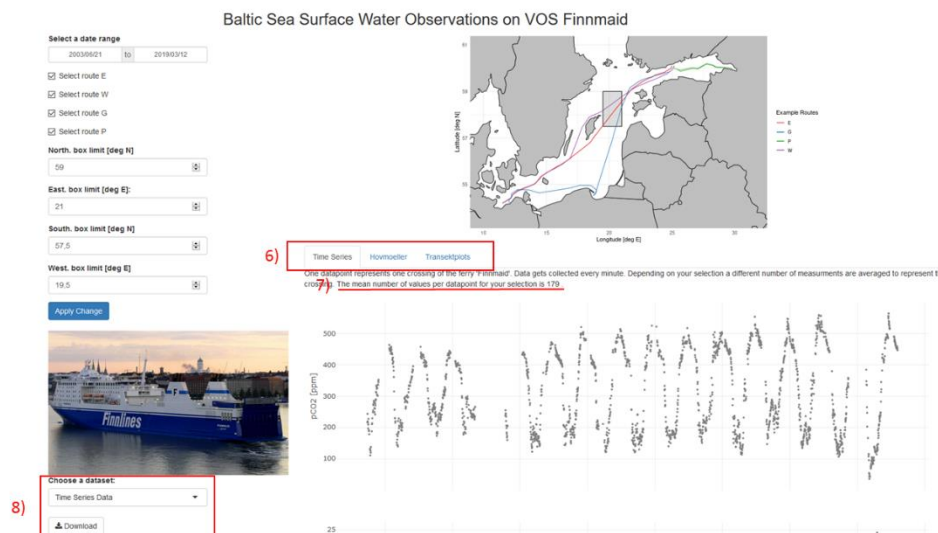 Baltic Sea Surface Water Observations on VOS Finnmaid
Select a date range
2003/06/21 to 2019/03/12
Select route E
Select route W
Select route G
Select route P
North. box limit [deg N]
59
East. box limit [deg E]:
21
South. box limit [deg N]
57,5
West. box limit [deg E]
19,5
Apply Change
Finnlines
Choose a dataset:
8)
Time Series Data
Download
61
Latitude [deg N]
10
15
20
25
30
Longitude [deg E]
Example Routes
E
G
P
W
6)
Time Series
Hovmoeller
Transektplots
One datapoint represents one crossing of the ferry 'Finnmaid'. Data gets collected every minute. Depending on your selection a different number of measurments are averaged to represent t
7)
crossing. The mean number of values per datapoint for your selection is 179
pCO2 [ppm]
500
400
300
200
100
25